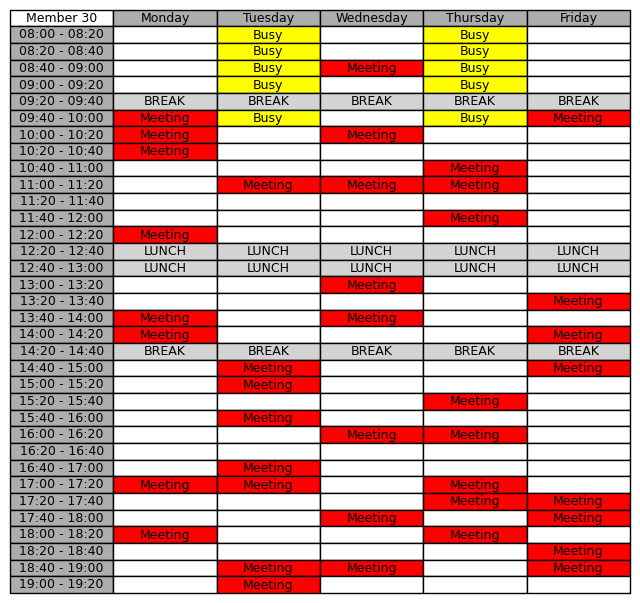 Member 30 Monday Tuesday Wednesday Thursday Friday
08:00 - 08:20 Busy Busy
08:20 - 08:40 Busy Busy
08:40 - 09:00 Busy Meeting Busy
09:00 - 09:20 Busy Busy
09:20 - 09:40 BREAK BREAK BREAK BREAK BREAK
09:40 - 10:00 Meeting Busy Busy Meeting
10:00 - 10:20 Meeting Meeting
10:20 - 10:40 Meeting
10:40 - 11:00 Meeting
11:00 - 11:20 Meeting Meeting Meeting
11:20 - 11:40
11:40 - 12:00 Meeting
12:00 - 12:20 Meeting
12:20 - 12:40 LUNCH LUNCH LUNCH LUNCH LUNCH
12:40 - 13:00 LUNCH LUNCH LUNCH LUNCH LUNCH
13:00 - 13:20 Meeting
13:20 - 13:40 Meeting
13:40 - 14:00 Meeting Meeting
14:00 - 14:20 Meeting Meeting
14:20 - 14:40 BREAK BREAK BREAK BREAK BREAK
14:40 - 15:00 Meeting Meeting
15:00 - 15:20 Meeting
15:20 - 15:40 Meeting
15:40 - 16:00 Meeting
16:00 - 16:20 Meeting Meeting
16:20 - 16:40
16:40 - 17:00 Meeting
17:00 - 17:20 Meeting Meeting Meeting
17:20 - 17:40 Meeting Meeting
17:40 - 18:00 Meeting Meeting
18:00 - 18:20 Meeting Meeting
18:20 - 18:40 Meeting
18:40 - 19:00 Meeting Meeting Meeting
19:00 - 19:20 Meeting